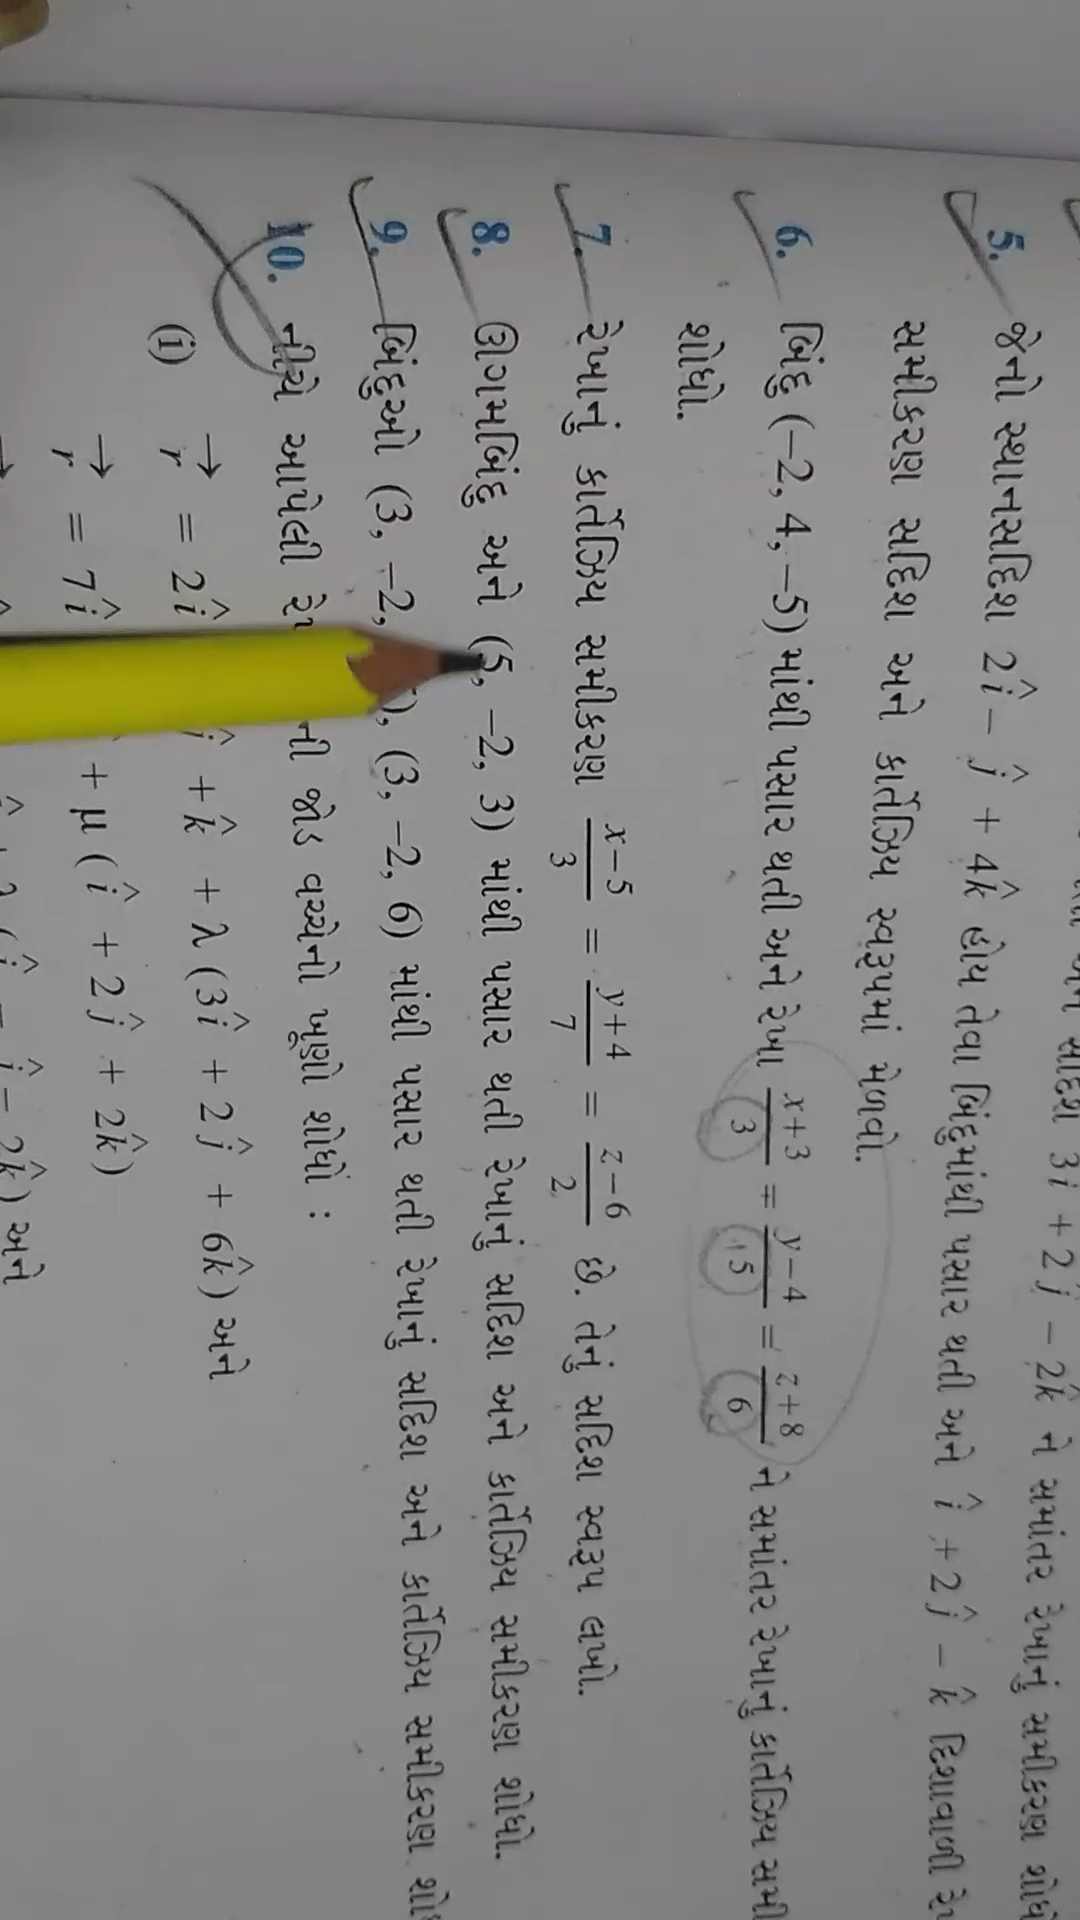 સદિશ 3i + 2ĵ − 2k̂ ને સમાંતર રેખાનું સમીકરણ
5. જેનો સ્થાનસદિશ 2î − ĵ + 4k̂ હોય તેવા બિંદુમાંથી પસાર થતી અને î + 2ĵ − k̂ દિશાવાળી
સમીકરણ સદિશ અને કાર્તેઝિય સ્વરૂપમાં મેળવો.
6. બિંદુ (−2, 4, −5) માંથી પસાર થતી અને રેખા (x+3)/3 = (y−4)/5 = (z+8)/6 ને સમાંતર રેખાનું કાર્તેઝિય
શોધો.
7. રેખાનું કાર્તેઝિય સમીકરણ (x−5)/3 = (y+4)/7 = (z−6)/2 છે. તેનું સદિશ સ્વરૂપ લખો.
8. ઊગમબિંદુ અને (5, −2, 3) માંથી પસાર થતી રેખાનું સદિશ અને કાર્તેઝિય સમીકરણ શોધો.
9. બિંદુઓ (3, −2, ), (3, −2, 6) માંથી પસાર થતી રેખાનું સદિશ અને કાર્તેઝિય સમીકરણ
10. નીચે આપેલી જોડ વચ્ચેનો ખૂણો શોધો :
(i) r⃗ = 2î + k̂ + λ (3î + 2ĵ + 6k̂) અને
r⃗ = 7î + μ (î + 2ĵ + 2k̂)
− 2k̂) અને